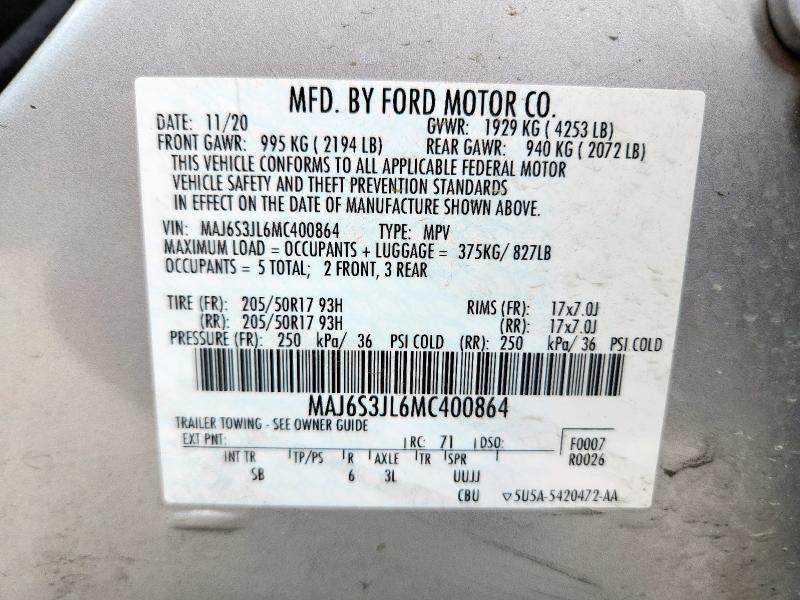 MFD. BY FORD MOTOR CO.
DATE: 11/20 GVWR: 1929 KG ( 4253 LB)
FRONT GAWR: 995 KG ( 2194 LB) REAR GAWR: 940 KG ( 2072 LB)
THIS VEHICLE CONFORMS TO ALL APPLICABLE FEDERAL MOTOR
VEHICLE SAFETY AND THEFT PREVENTION STANDARDS
IN EFFECT ON THE DATE OF MANUFACTURE SHOWN ABOVE.
VIN: MAJ6S3JL6MC400864 TYPE: MPV
MAXIMUM LOAD = OCCUPANTS + LUGGAGE = 375KG/ 827LB
OCCUPANTS = 5 TOTAL; 2 FRONT, 3 REAR
TIRE (FR): 205/50R17 93H RIMS (FR): 17x7.0J
(RR): 205/50R17 93H (RR): 17x7.0J
PRESSURE (FR): 250 kPa/ 36 PSI COLD (RR): 250 kPa/ 36 PSI COLD
MAJ6S3JL6MC400864
TRAILER TOWING - SEE OWNER GUIDE
EXT PNT: RC: 71 DSO: F0007
INT TR TP/PS R AXLE TR SPR R0026
SB 6 3L UUJJ
CBU ▽5U5A-5420472-AA